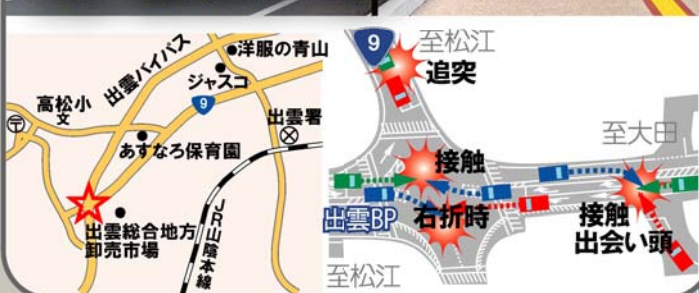 洋服の青山
出雲バイパス
ジャスコ
9
高松小
文
出雲署
あすなろ保育園
出雲総合地方
卸売市場
JR山陰本線
9
至松江
追突
至大田
接触
出雲BP
右折時
接触
出会い頭
至松江